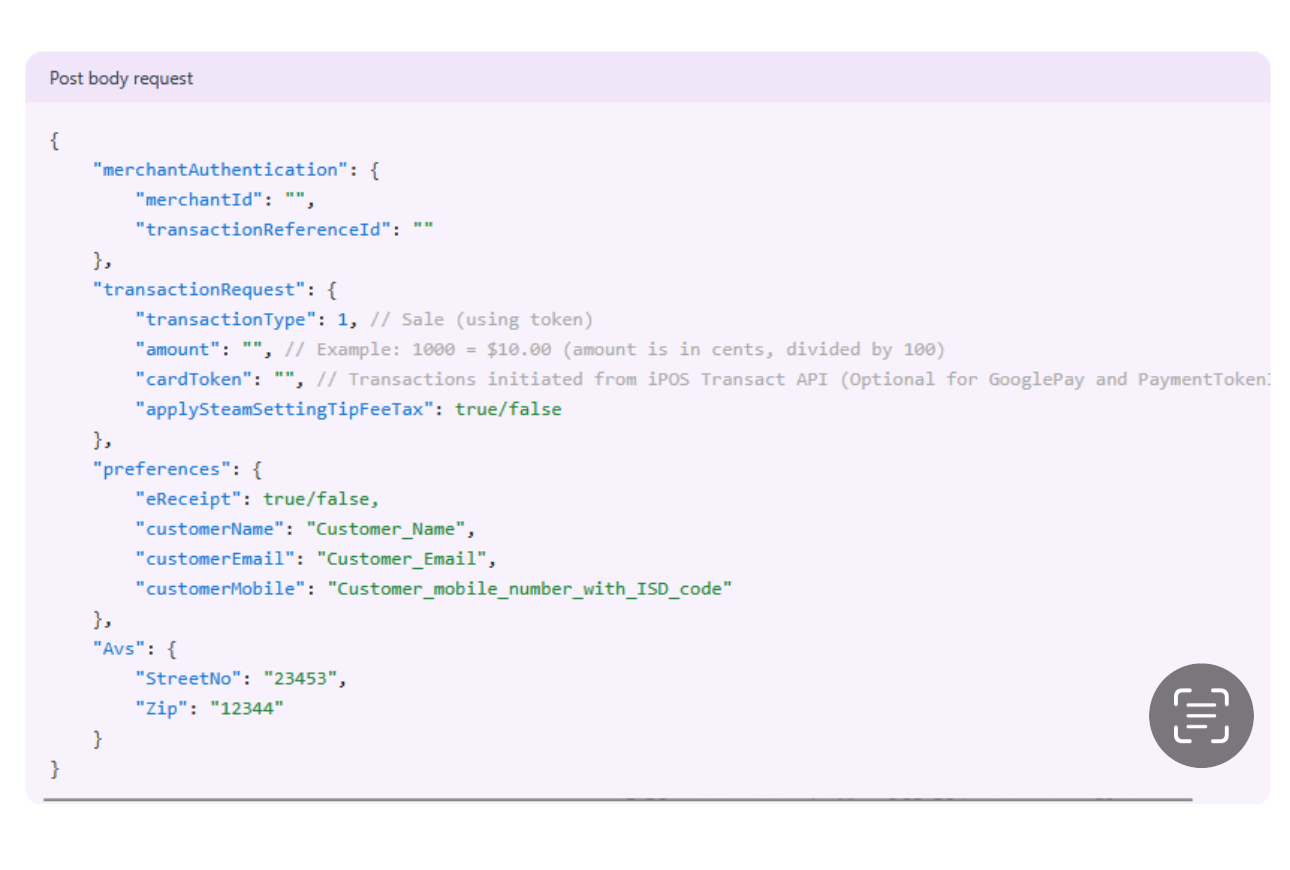 Post body request
{
    "merchantAuthentication": {
        "merchantId": "",
        "transactionReferenceId": ""
    },
    "transactionRequest": {
        "transactionType": 1, // Sale (using token)
        "amount": "", // Example: 1000 = $10.00 (amount is in cents, divided by 100)
        "cardToken": "", // Transactions initiated from iPOS Transact API (Optional for GooglePay and PaymentTokenI
        "applySteamSettingTipFeeTax": true/false
    },
    "preferences": {
        "eReceipt": true/false,
        "customerName": "Customer_Name",
        "customerEmail": "Customer_Email",
        "customerMobile": "Customer_mobile_number_with_ISD_code"
    },
    "Avs": {
        "StreetNo": "23453",
        "Zip": "12344"
    }
}